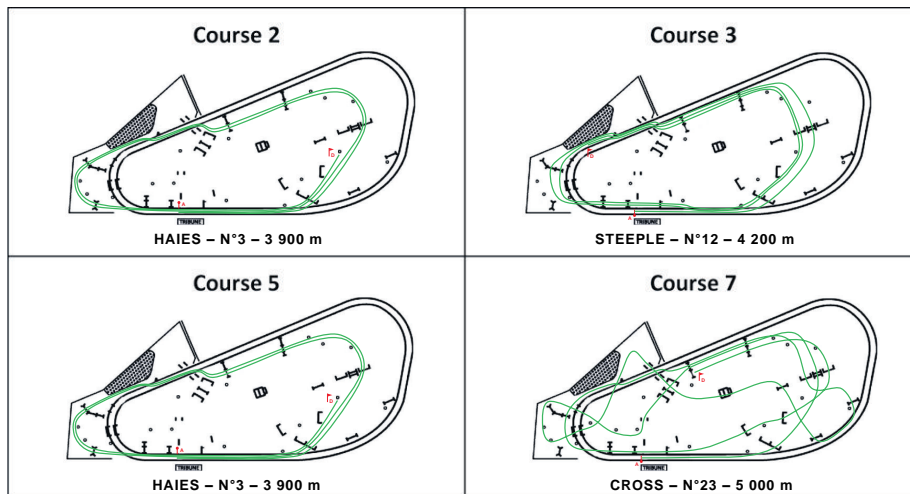 Course 2
D
A
TRIBUNE
HAIES – N°3 – 3 900 m
Course 3
D
A
TRIBUNE
STEEPLE – N°12 – 4 200 m
Course 5
D
A
TRIBUNE
HAIES – N°3 – 3 900 m
Course 7
D
A
TRIBUNE
CROSS – N°23 – 5 000 m